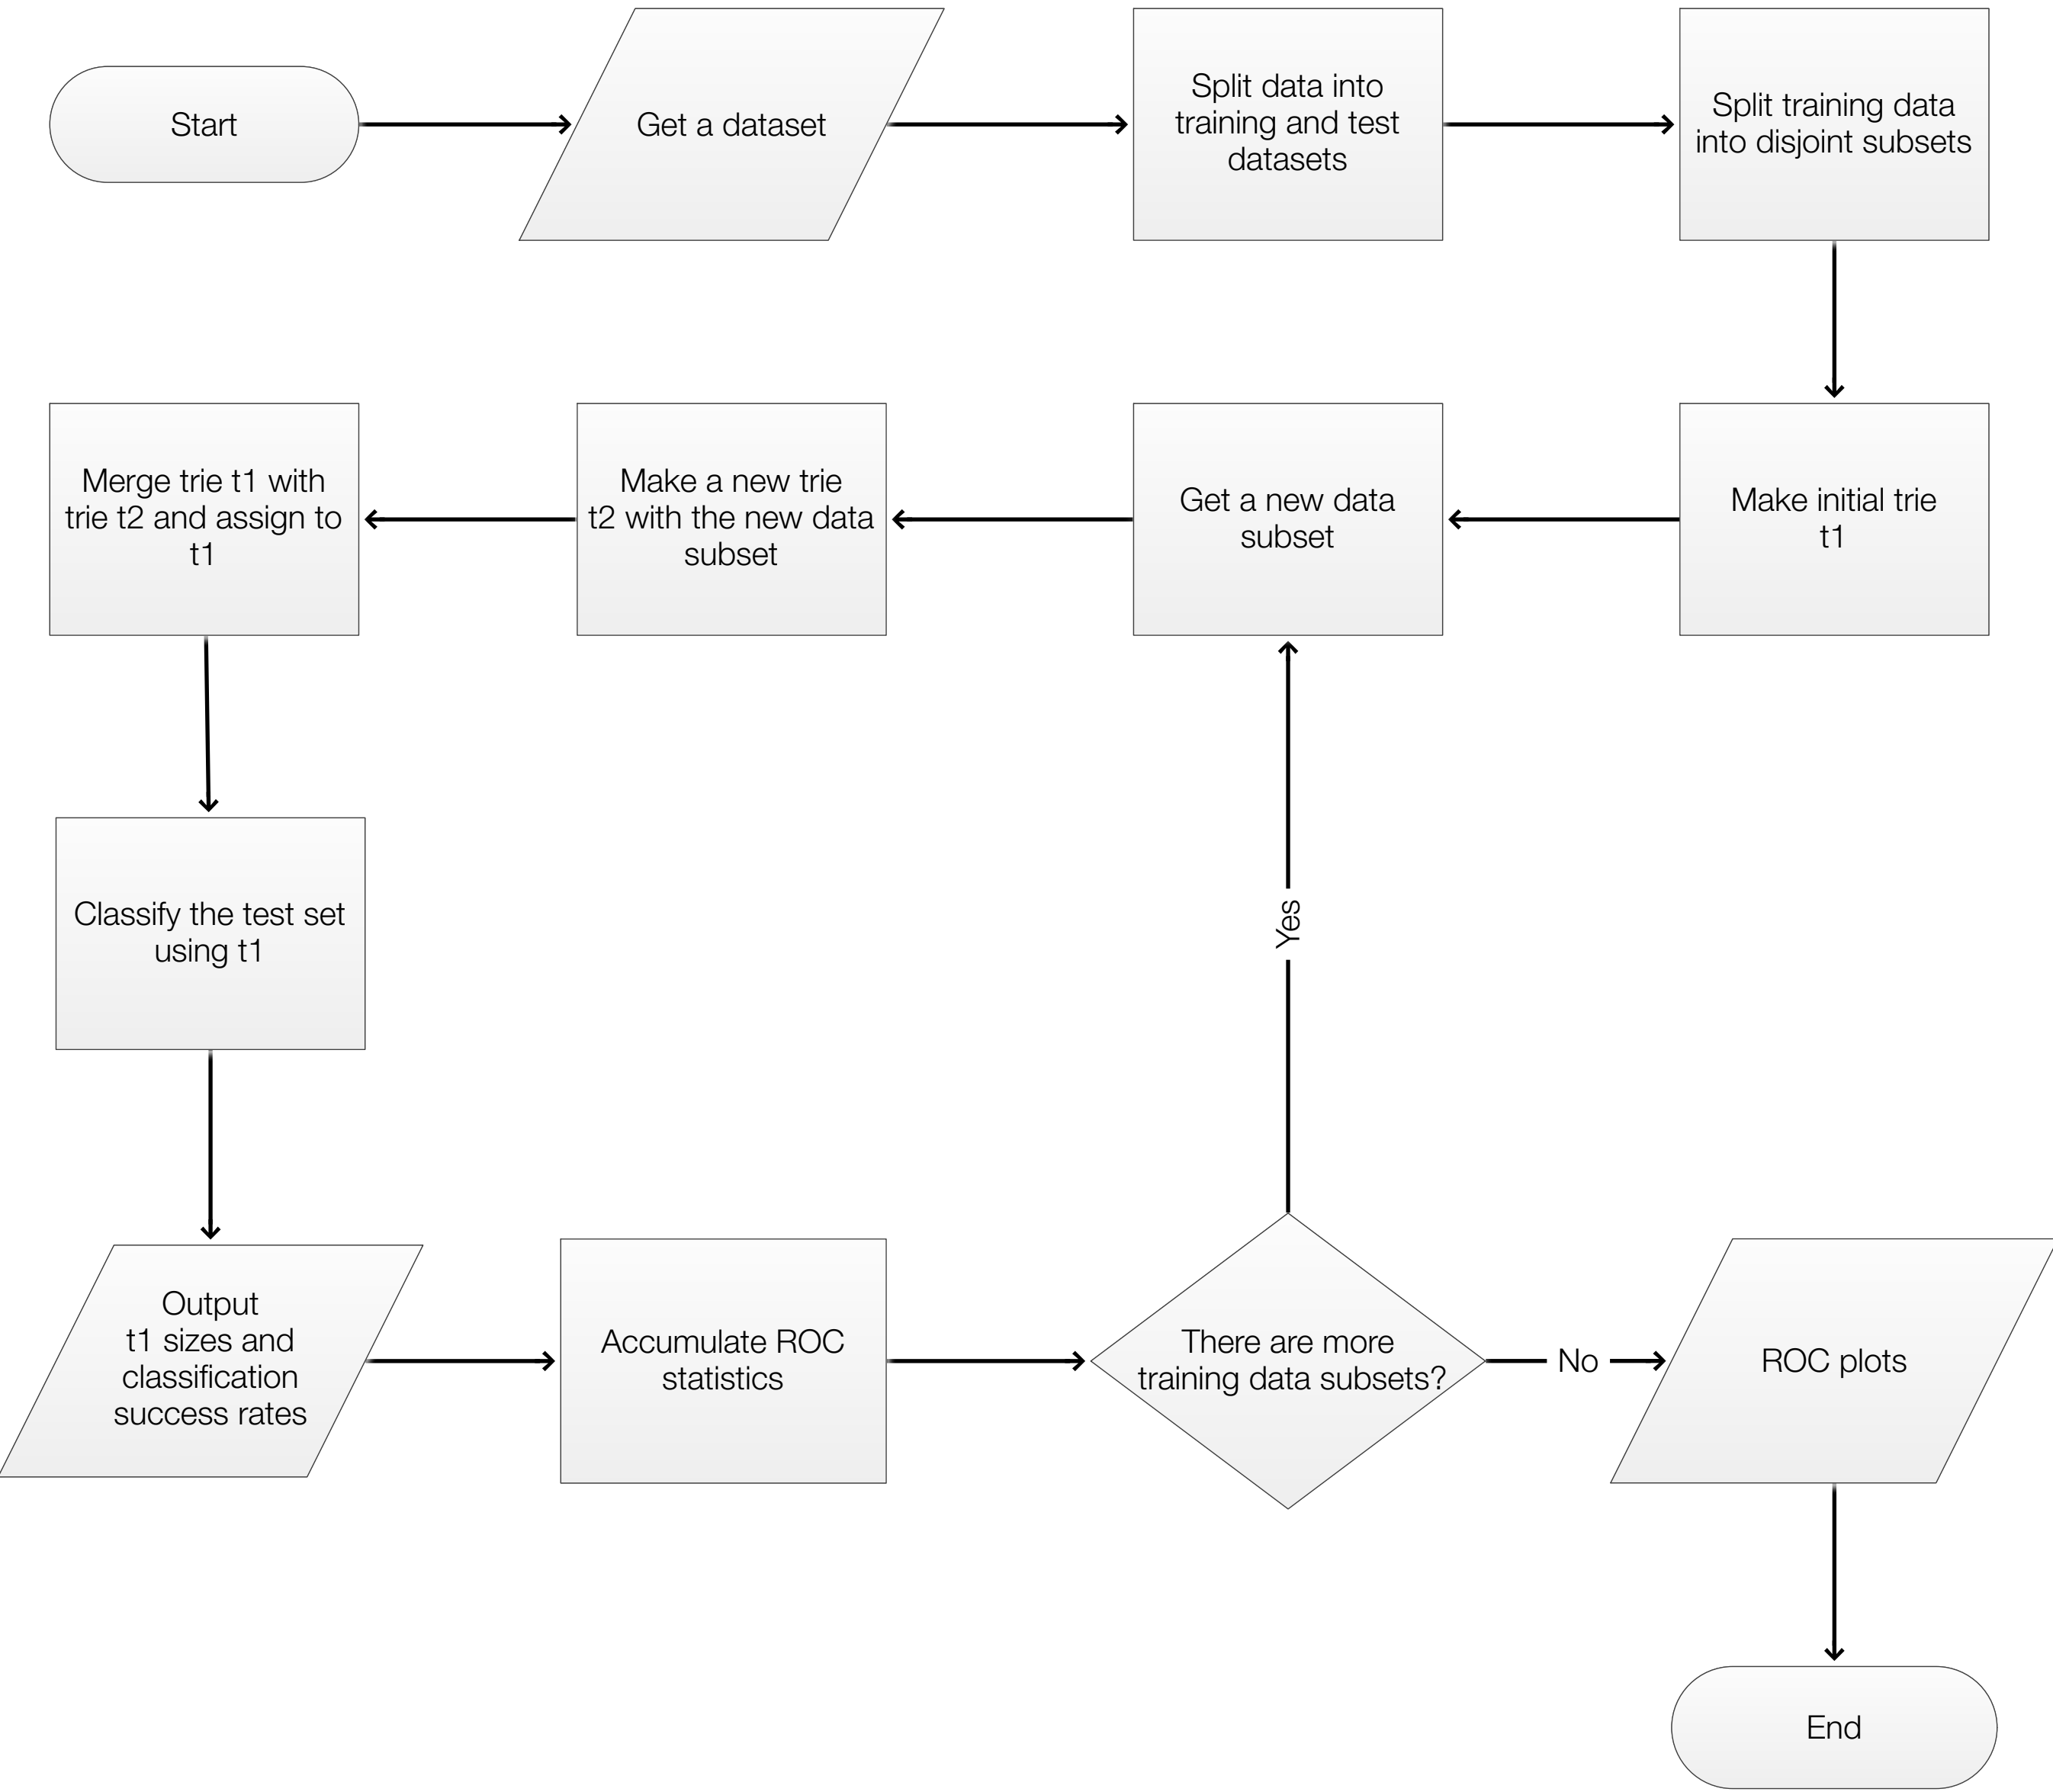 Start
Get a dataset
Split data into
training and test
datasets
Split training data
into disjoint subsets
Make initial trie
t1
Get a new data
subset
Make a new trie
t2 with the new data
subset
Merge trie t1 with
trie t2 and assign to
t1
Classify the test set
using t1
Output
t1 sizes and
classification
success rates
Accumulate ROC
statistics
There are more
training data subsets?
Yes
No
ROC plots
End